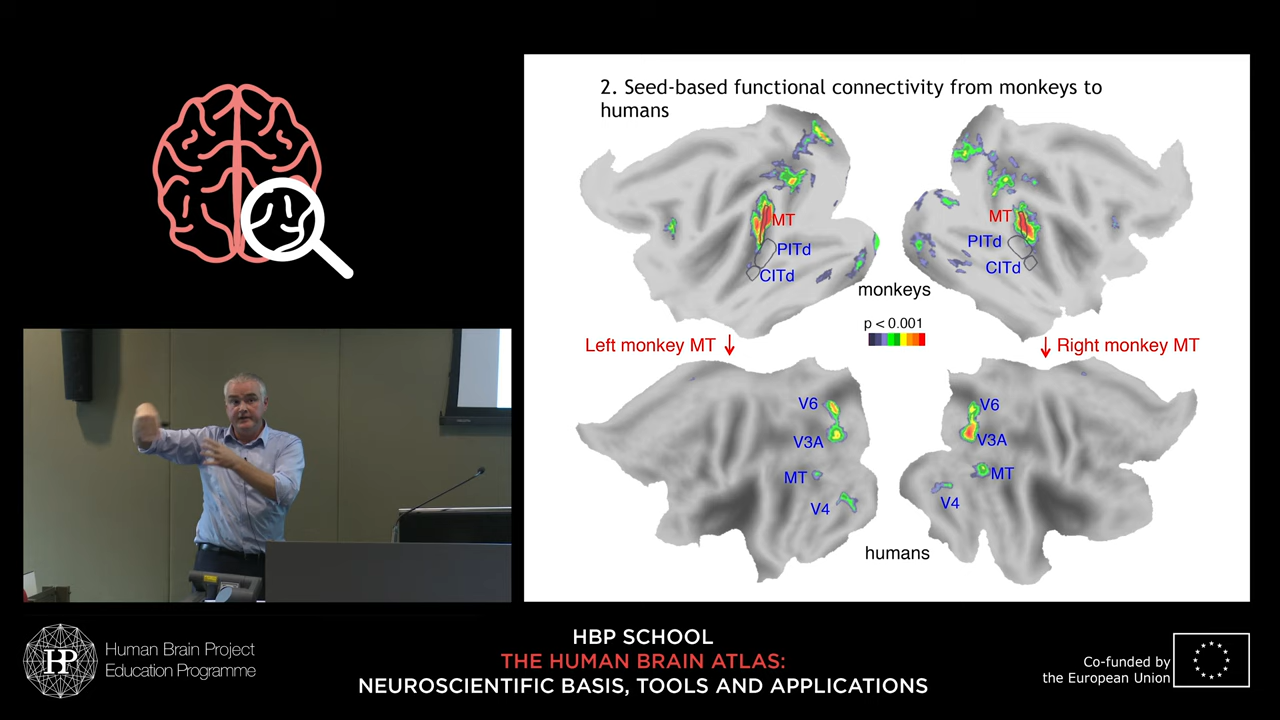 2. Seed-based functional connectivity from monkeys to
humans
MT
PITd
CITd
MT
PITd
CITd
monkeys
p < 0.001
Left monkey MT
Right monkey MT
V6
V3A
MT
V4
V6
V3A
MT
V4
humans
HBP
Human Brain Project
Education Programme
HBP SCHOOL
THE HUMAN BRAIN ATLAS:
NEUROSCIENTIFIC BASIS, TOOLS AND APPLICATIONS
Co-funded by
the European Union